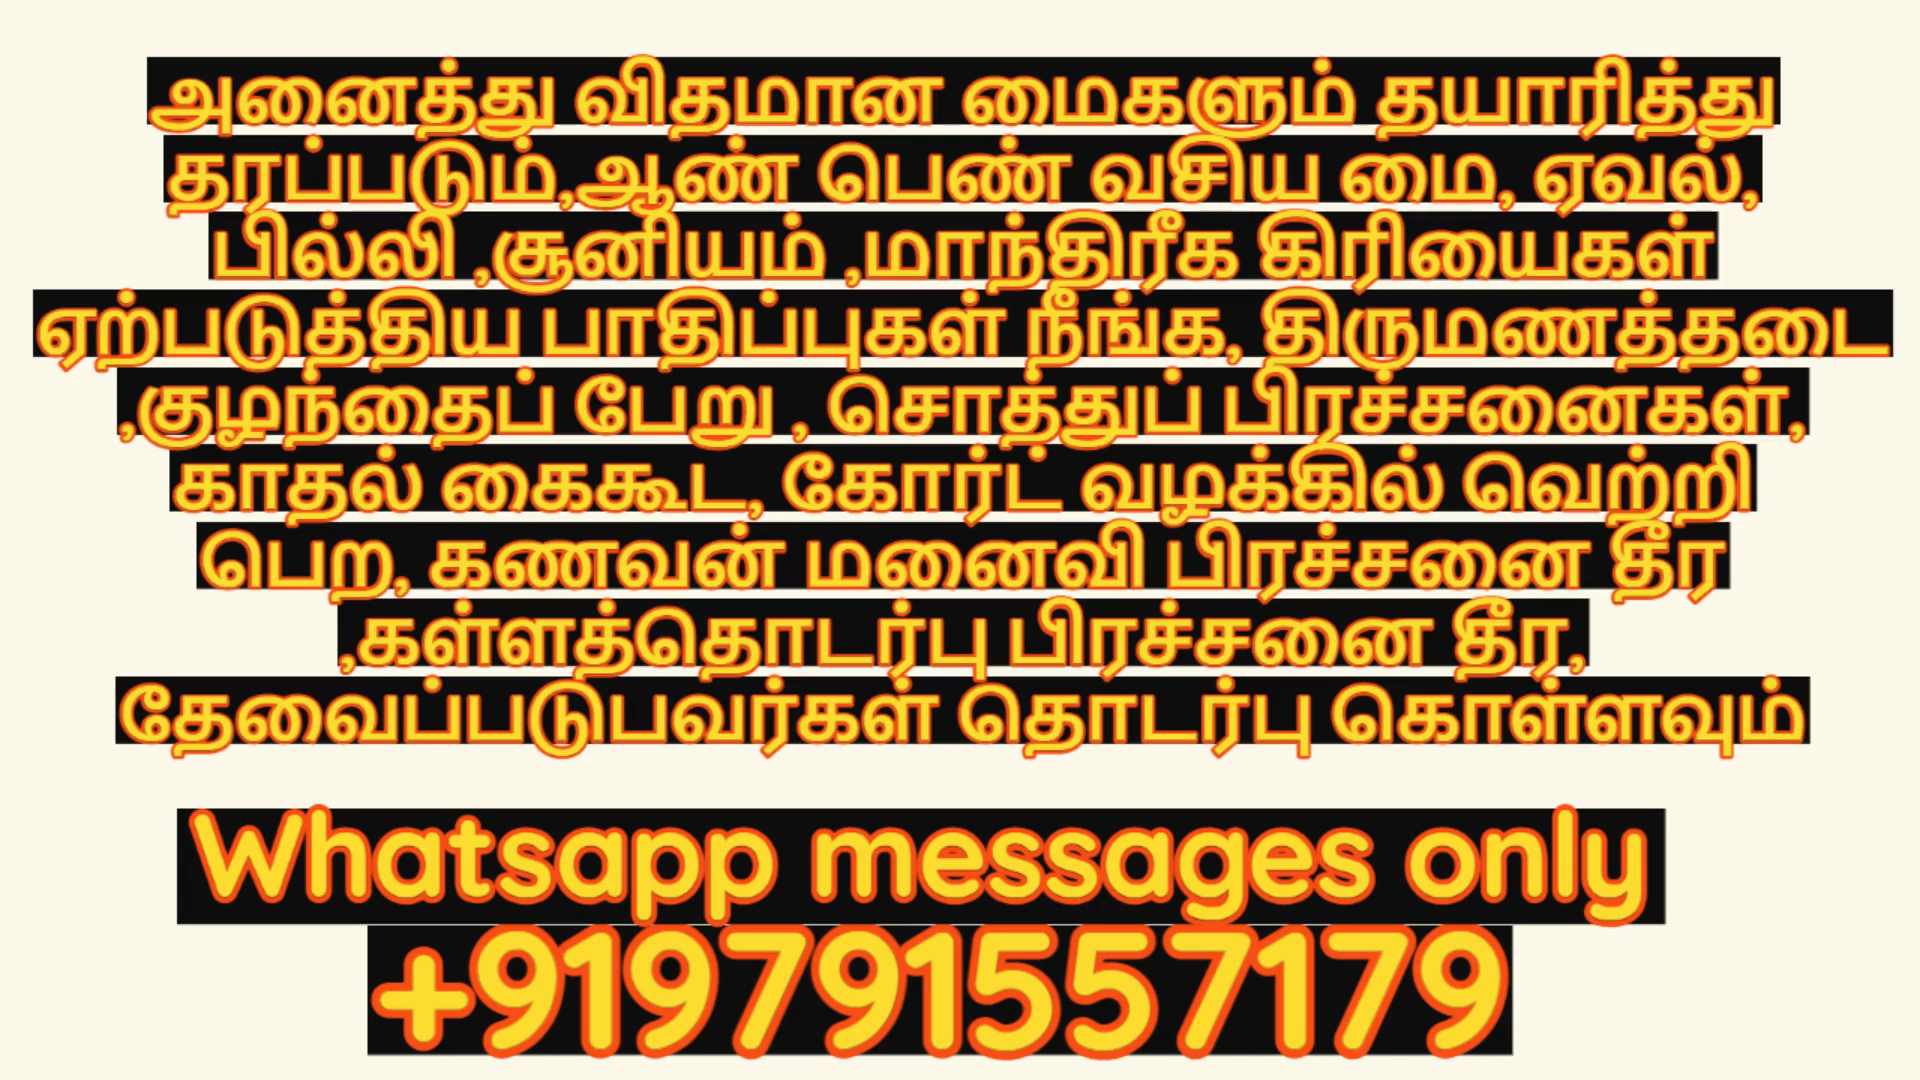 அனைத்து விதமான மைகளும் தயாரித்து
தரப்படும்,ஆண் பெண் வசிய மை, ஏவல்,
பில்லி ,சூனியம் ,மாந்திரீக கிரியைகள்
ஏற்படுத்திய பாதிப்புகள் நீங்க, திருமணத்தடை
,குழந்தைப் பேறு , சொத்துப் பிரச்சனைகள்,
காதல் கைகூட, கோர்ட் வழக்கில் வெற்றி
பெற, கணவன் மனைவி பிரச்சனை தீர
,கள்ளத்தொடர்பு பிரச்சனை தீர,
தேவைப்படுபவர்கள் தொடர்பு கொள்ளவும்
Whatsapp messages only
+919791557179